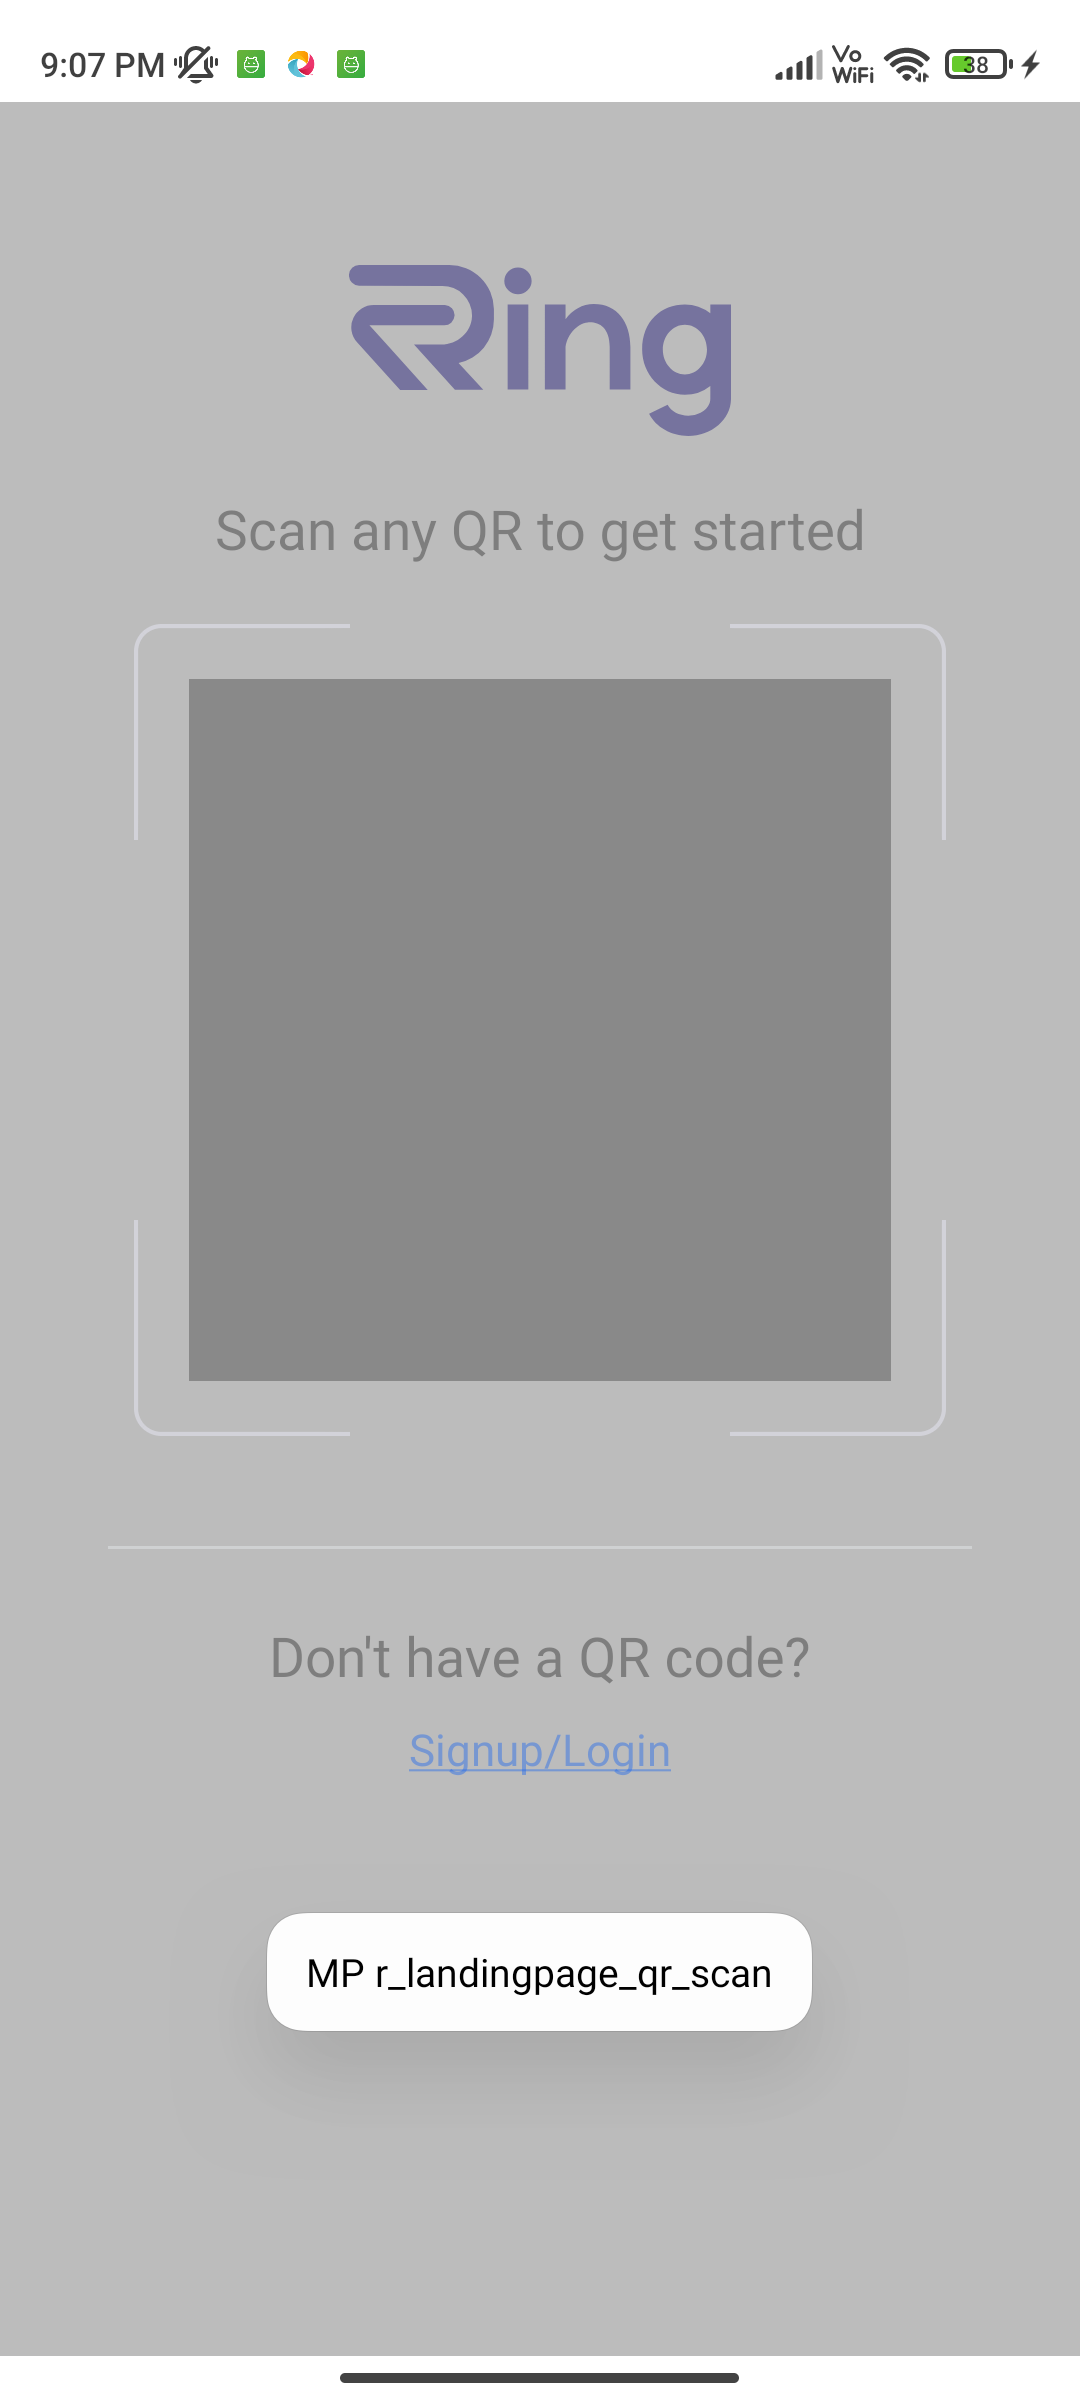 9:07 PM
Vo
WiFi
38
Ring
Scan any QR to get started
Don't have a QR code?
Signup/Login
MP r_landingpage_qr_scan